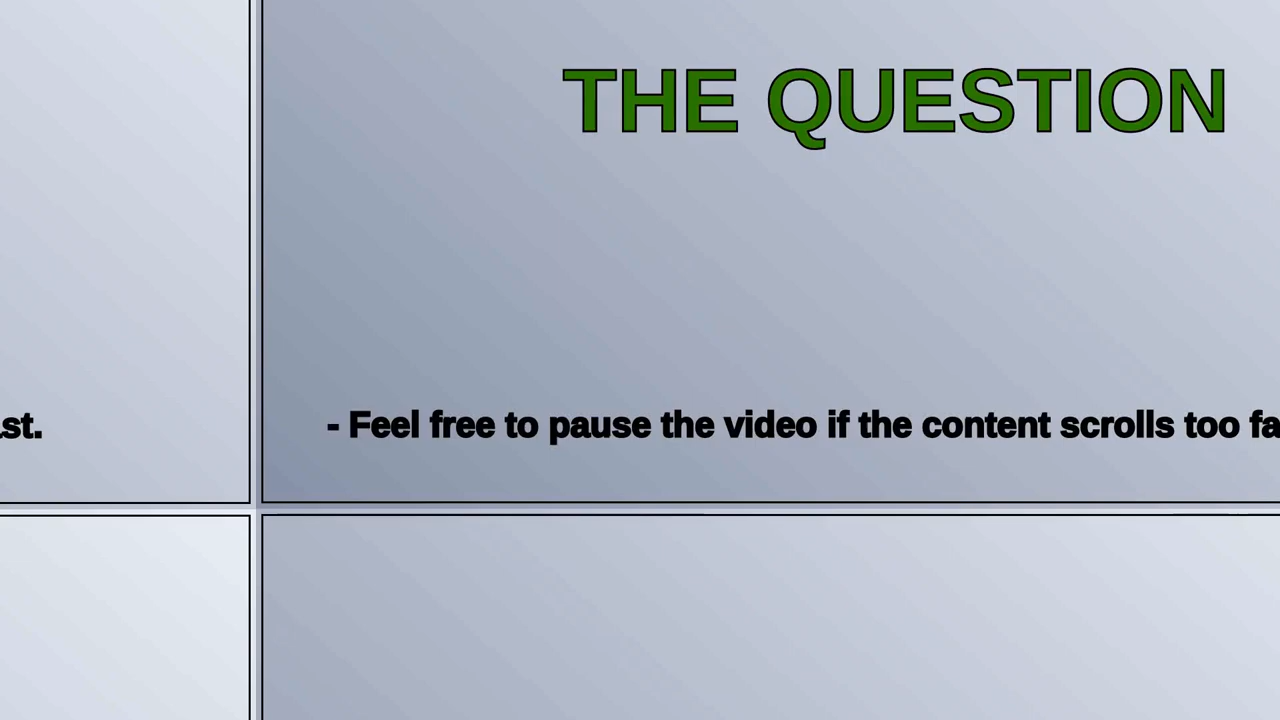 THE QUESTION
st.
- Feel free to pause the video if the content scrolls too fa